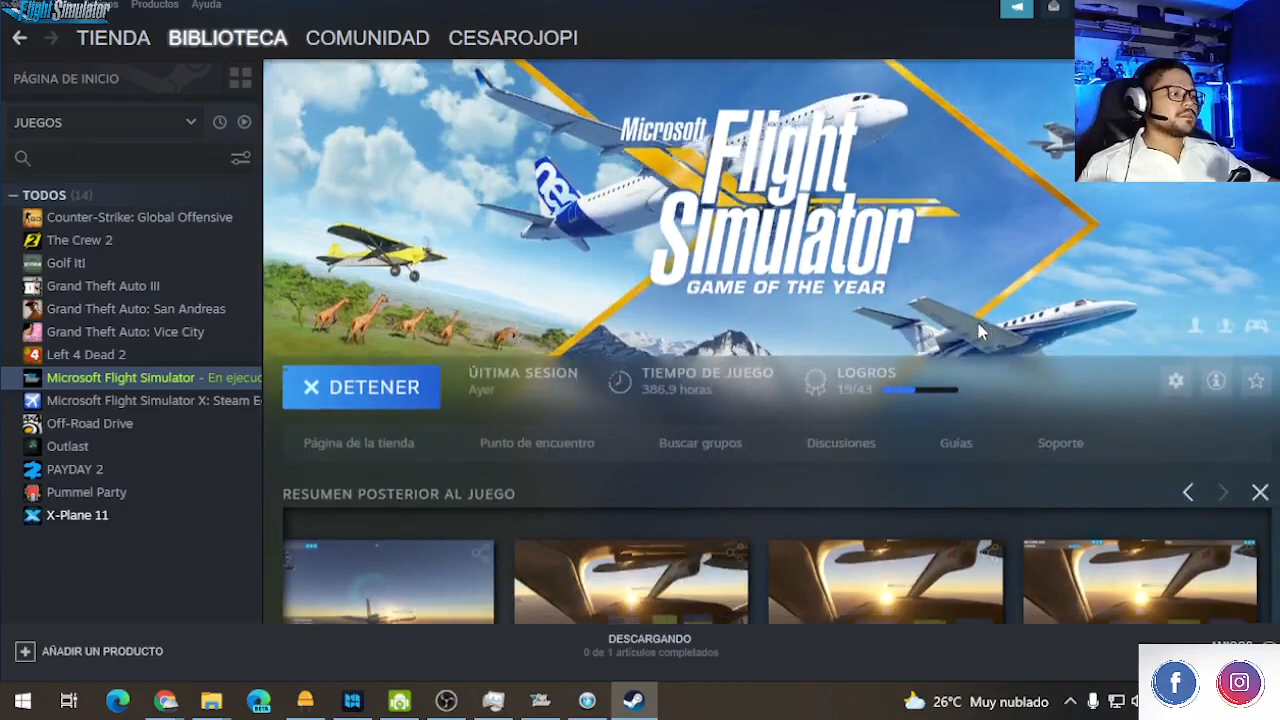 Flight Simulator
Productos Ayuda
TIENDA BIBLIOTECA COMUNIDAD CESAROJOPI
PÁGINA DE INICIO
JUEGOS
— TODOS (14)
Counter-Strike: Global Offensive
The Crew 2
Golf It!
Grand Theft Auto III
Grand Theft Auto: San Andreas
Grand Theft Auto: Vice City
Left 4 Dead 2
Microsoft Flight Simulator - En ejecuc
Microsoft Flight Simulator X: Steam E
Off-Road Drive
Outlast
PAYDAY 2
Pummel Party
X-Plane 11
Microsoft
Flight
Simulator
GAME OF THE YEAR
DETENER
ÚLTIMA SESIÓN
Ayer
TIEMPO DE JUEGO
386,9 horas
LOGROS
19/43
Página de la tienda Punto de encuentro Buscar grupos Discusiones Guías Soporte
RESUMEN POSTERIOR AL JUEGO
AÑADIR UN PRODUCTO
DESCARGANDO
0 de 1 artículos completados
BETA
26°C Muy nublado